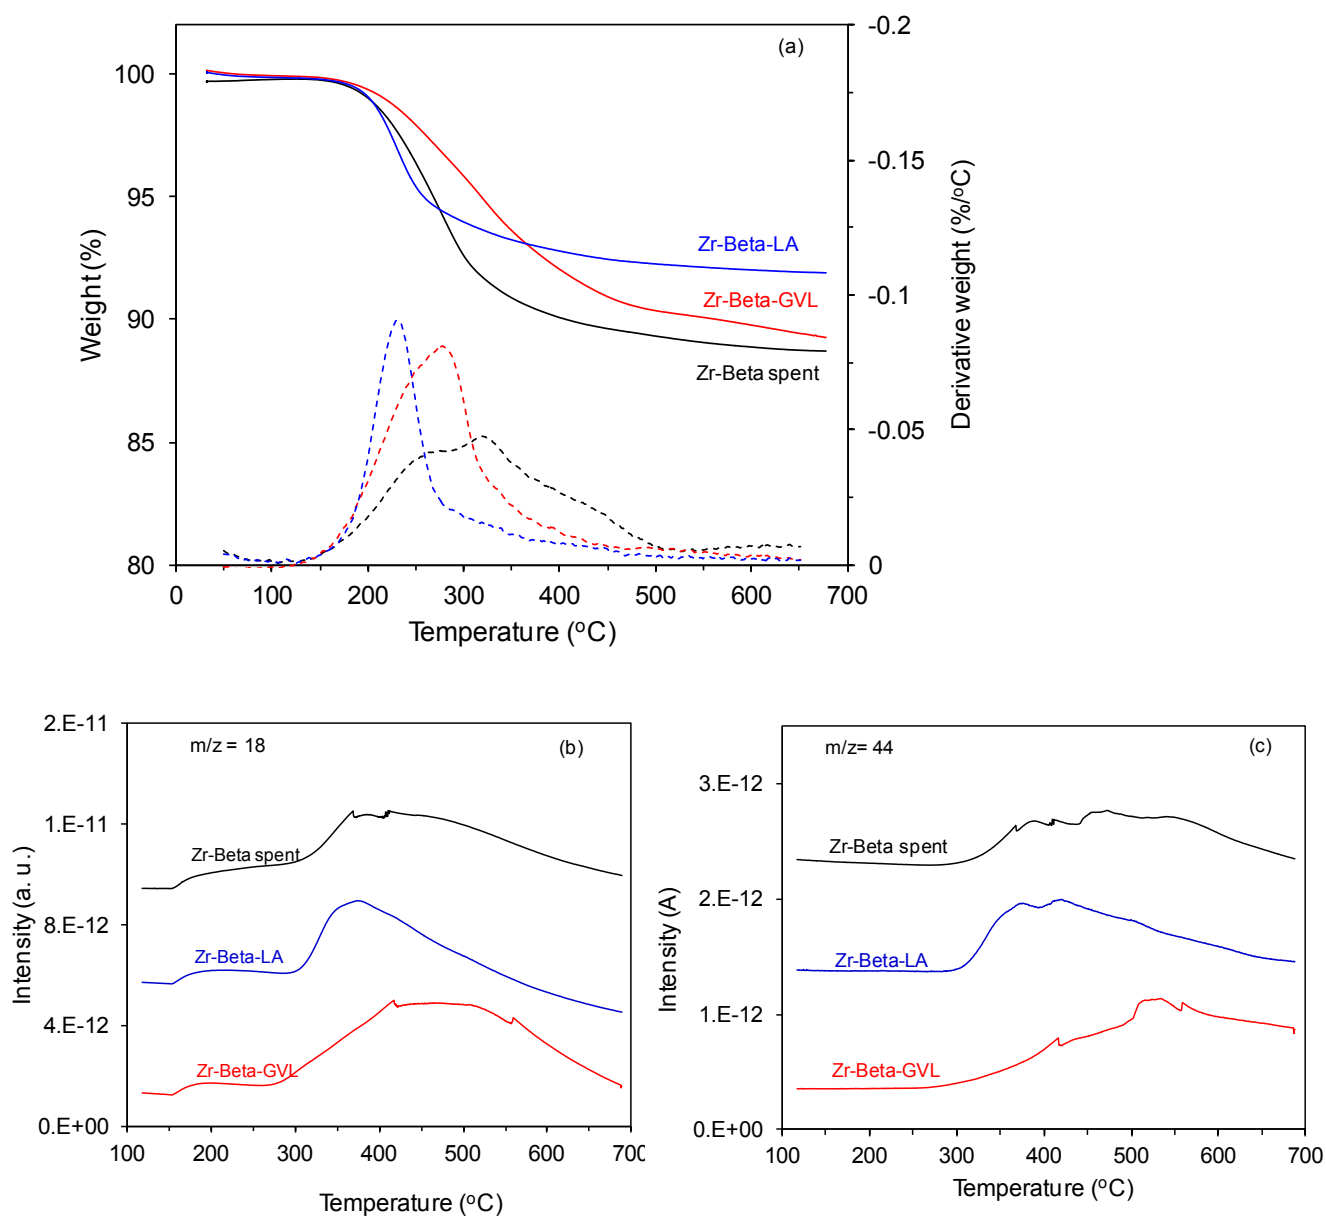 (a)
-0.2
100
-0.15
95
Zr-Beta-LA
-0.1
Zr-Beta-GVL
90
Zr-Beta spent
-0.05
85
80
0
0 100 200 300 400 500 600 700
Weight (%)
Derivative weight (%/ºC)
Temperature (ºC)
2.E-11
m/z = 18
(b)
1.E-11
Zr-Beta spent
8.E-12
Zr-Beta-LA
4.E-12
Zr-Beta-GVL
0.E+00
100 200 300 400 500 600 700
Intensity (a. u.)
Temperature (ºC)
m/z= 44
(c)
3.E-12
Zr-Beta spent
2.E-12
Zr-Beta-LA
1.E-12
Zr-Beta-GVL
0.E+00
100 200 300 400 500 600 700
Intensity (A)
Temperature (ºC)